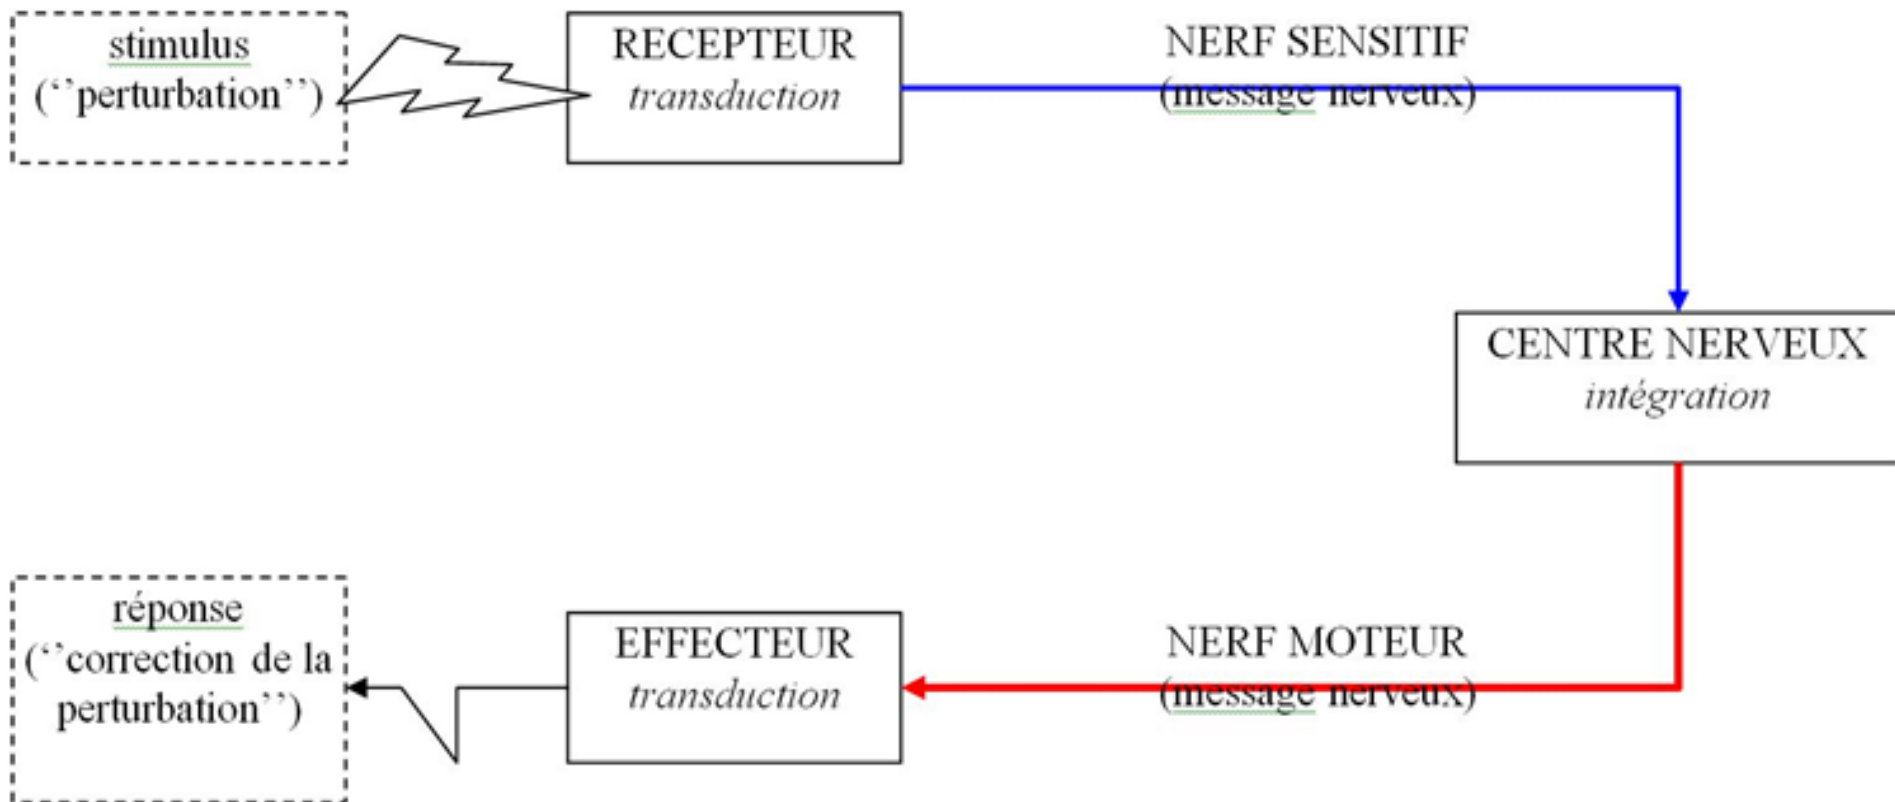 stimulus
(‘’perturbation’’)
RECEPTEUR
transduction
NERF SENSITIF
(message nerveux)
CENTRE NERVEUX
intégration
réponse
(‘’correction de la
perturbation’’)
EFFECTEUR
transduction
NERF MOTEUR
(message nerveux)